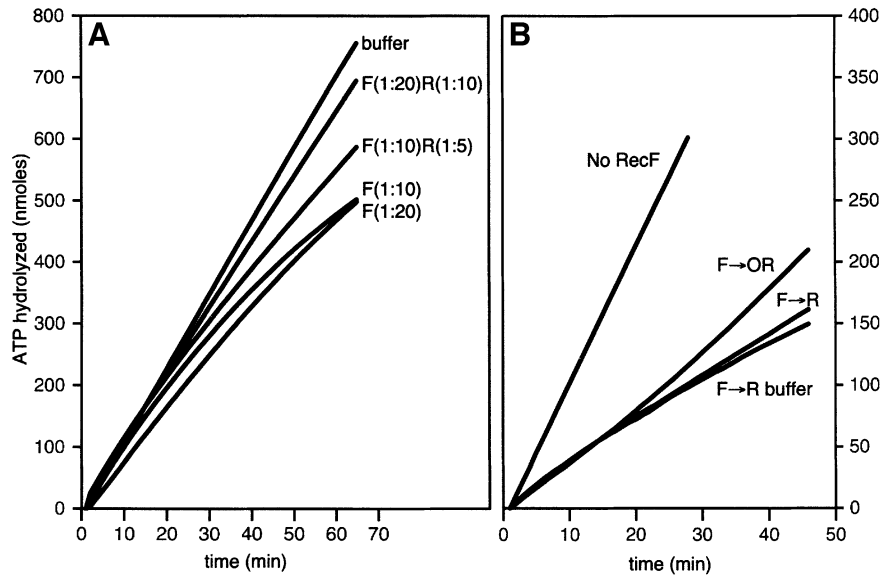 A
ATP hydrolyzed (nmoles)
800
700
600
500
400
300
200
100
0
buffer
F(1:20)R(1:10)
F(1:10)R(1:5)
F(1:10)
F(1:20)
0 10 20 30 40 50 60 70
time (min)
B
400
350
300
250
200
150
100
50
0
No RecF
F→OR
F→R
F→R buffer
0 10 20 30 40 50
time (min)